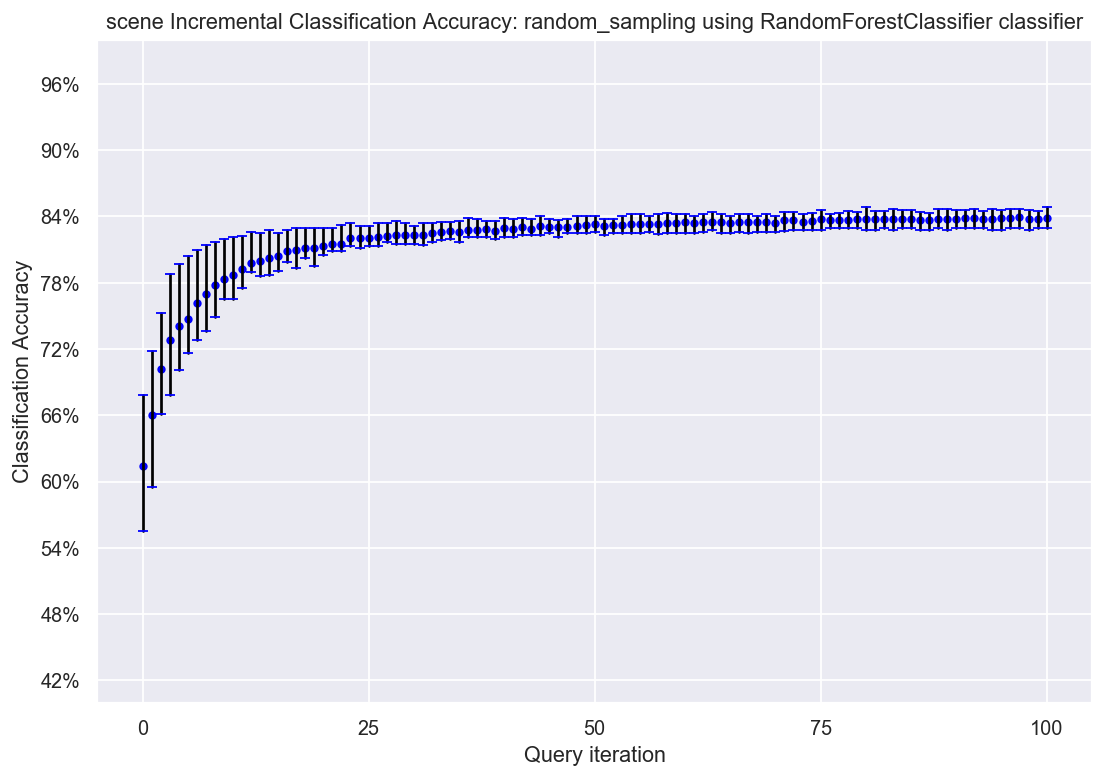 scene Incremental Classification Accuracy: random_sampling using RandomForestClassifier classifier
96%
90%
84%
78%
72%
66%
60%
54%
48%
42%
Classification Accuracy
0 25 50 75 100
Query iteration